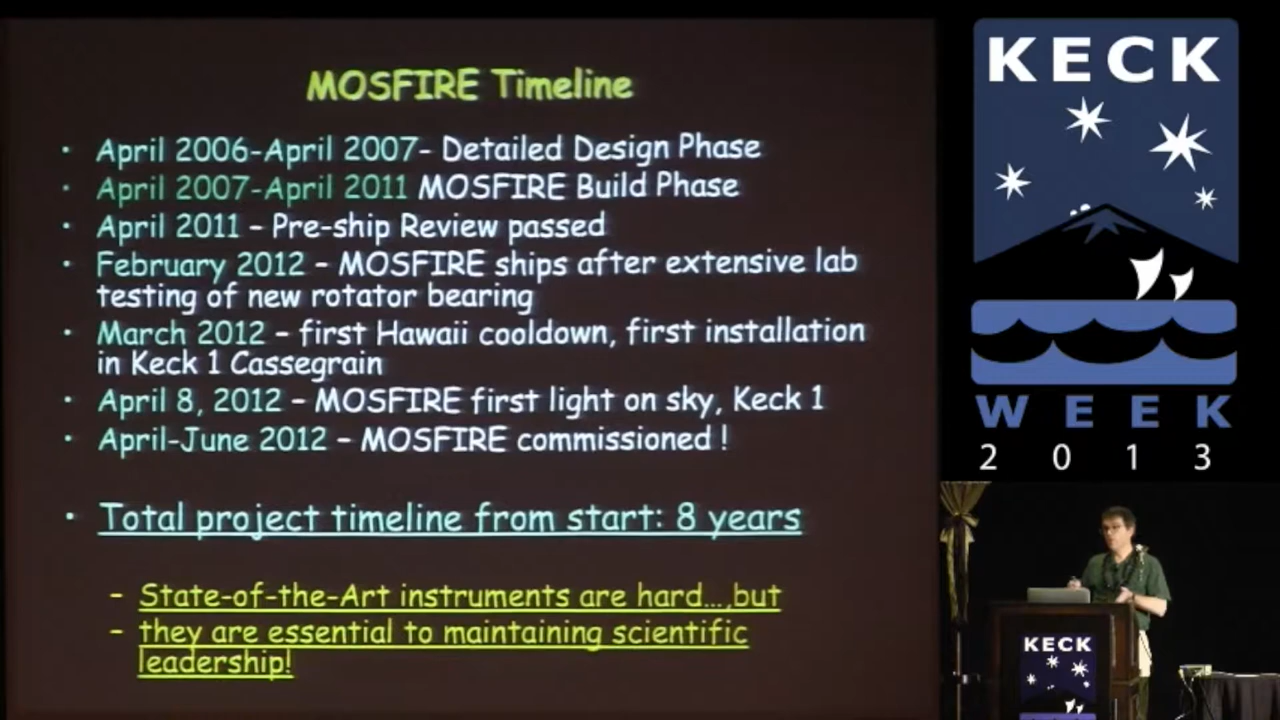 MOSFIRE Timeline
• April 2006-April 2007- Detailed Design Phase
• April 2007-April 2011 MOSFIRE Build Phase
• April 2011 – Pre-ship Review passed
• February 2012 – MOSFIRE ships after extensive lab
testing of new rotator bearing
• March 2012 – first Hawaii cooldown, first installation
in Keck 1 Cassegrain
• April 8, 2012 – MOSFIRE first light on sky, Keck 1
• April-June 2012 – MOSFIRE commissioned !
• Total project timeline from start: 8 years
– State-of-the-Art instruments are hard...,but
– they are essential to maintaining scientific
leadership!
KECK
WEEK
2013
KECK